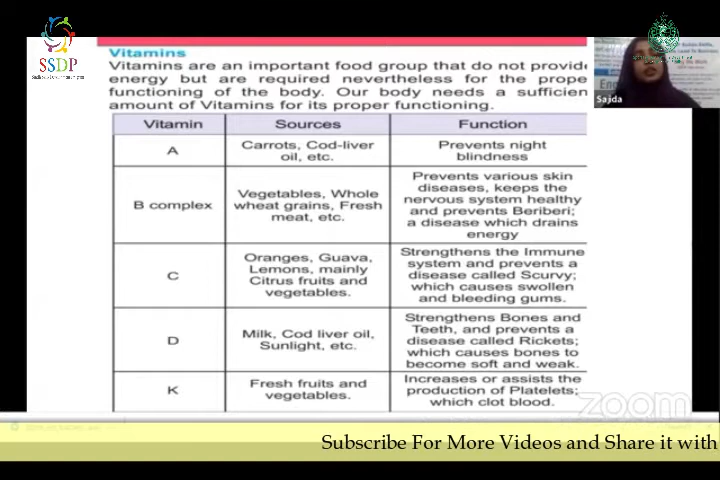 SSDP
Vitamins
Vitamins are an important food group that do not provide
energy but are required nevertheless for the prope
functioning of the body. Our body needs a sufficien
amount of Vitamins for its proper functioning.
Vitamin Sources Function
A
Carrots, Cod-liver
oil, etc.
Prevents night
blindness
B complex
Vegetables, Whole
wheat grains, Fresh
meat, etc.
Prevents various skin
diseases, keeps the
nervous system healthy
and prevents Beriberi;
a disease which drains
energy
C
Oranges, Guava,
Lemons, mainly
Citrus fruits and
vegetables.
Strengthens the Immune
system and prevents a
disease called Scurvy;
which causes swollen
and bleeding gums.
D
Milk, Cod liver oil,
Sunlight, etc.
Strengthens Bones and
Teeth, and prevents a
disease called Rickets;
which causes bones to
become soft and weak.
K
Fresh fruits and
vegetables.
Increases or assists the
production of Platelets;
which clot blood.
Sajda
zoom
Subscribe For More Videos and Share it with